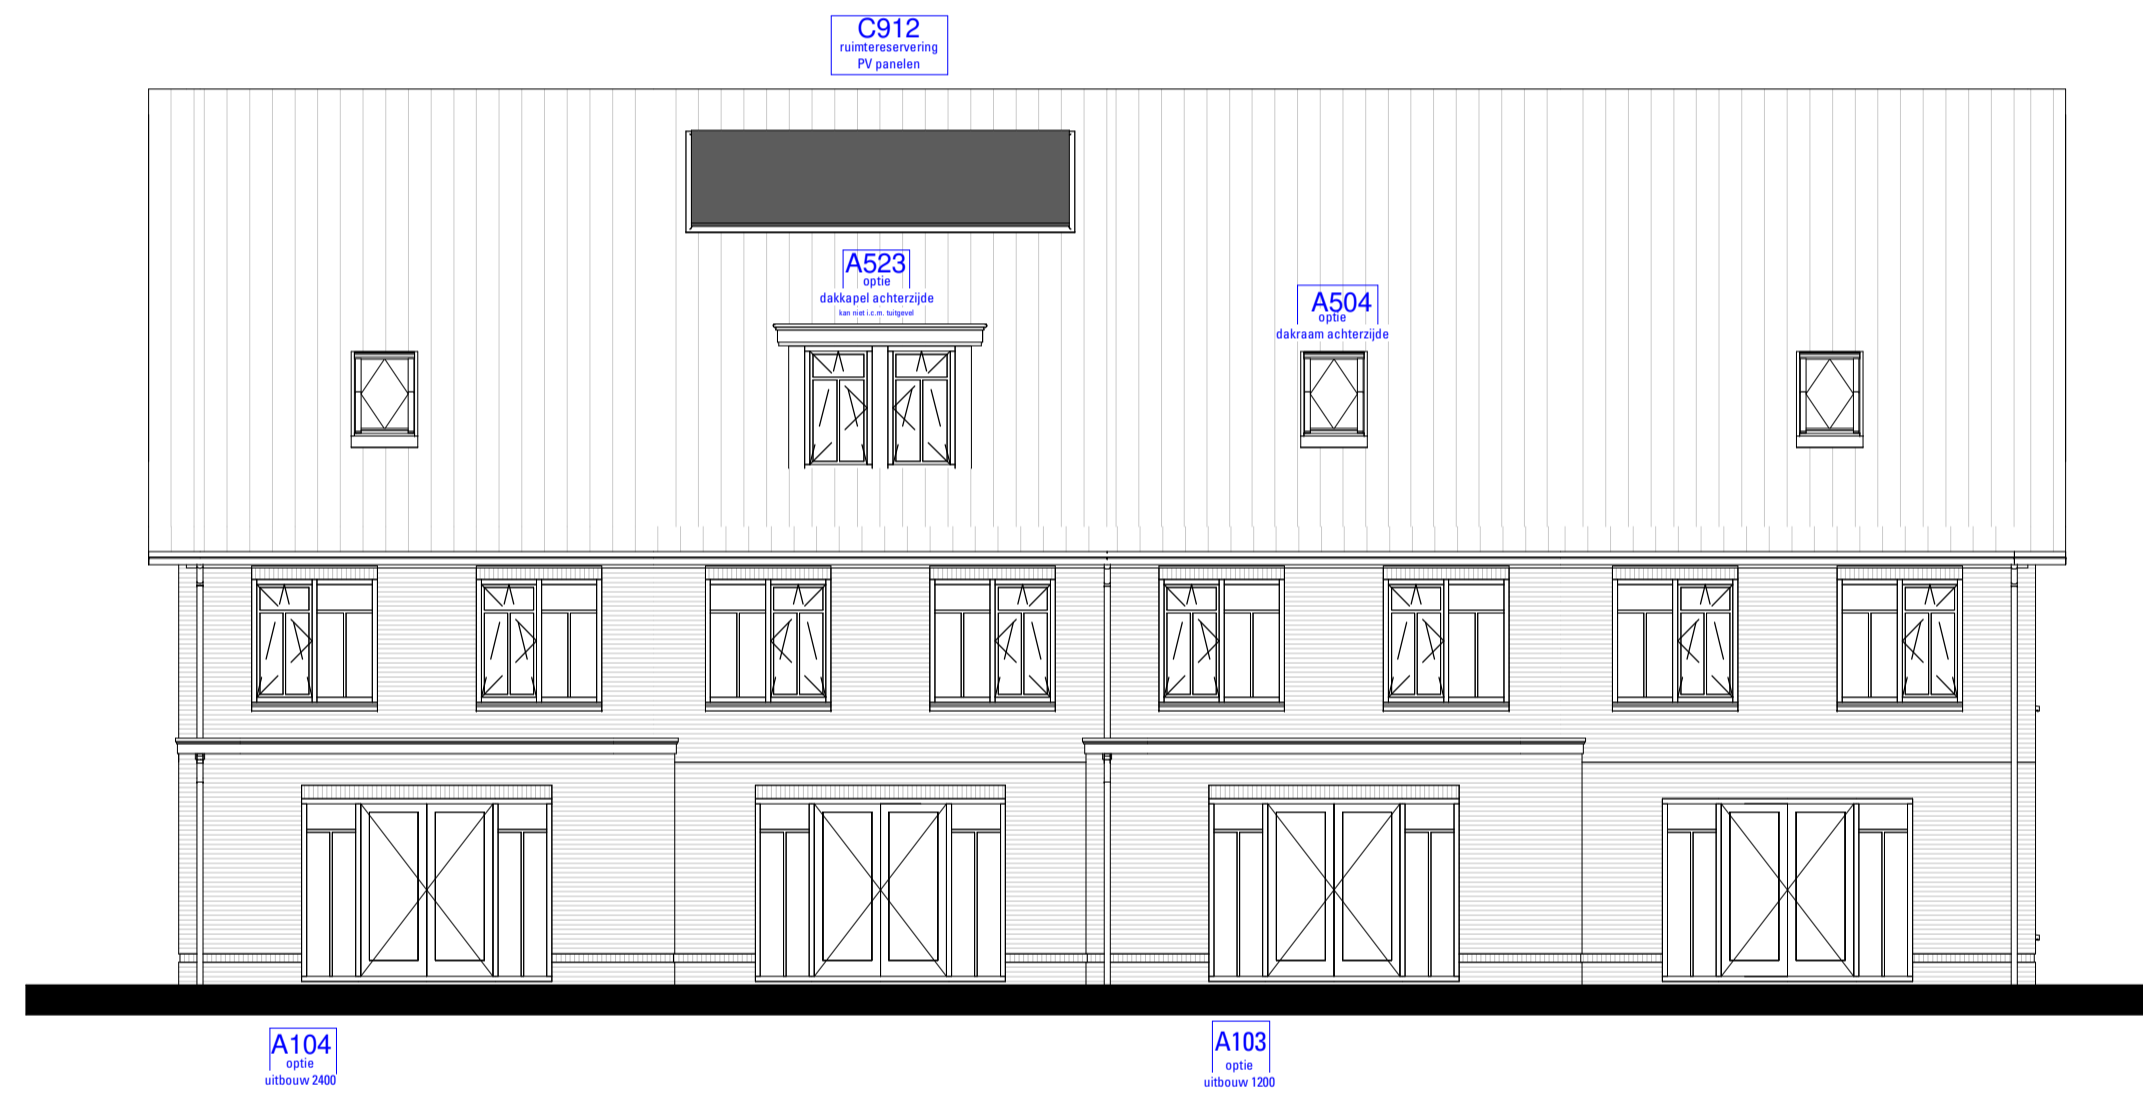 C912
ruimtereservering
PV panelen
A523
optie
dakkapel achterzijde
kan niet i.c.m. tuitgevel
A504
optie
dakraam achterzijde
A104
optie
uitbouw 2400
A103
optie
uitbouw 1200